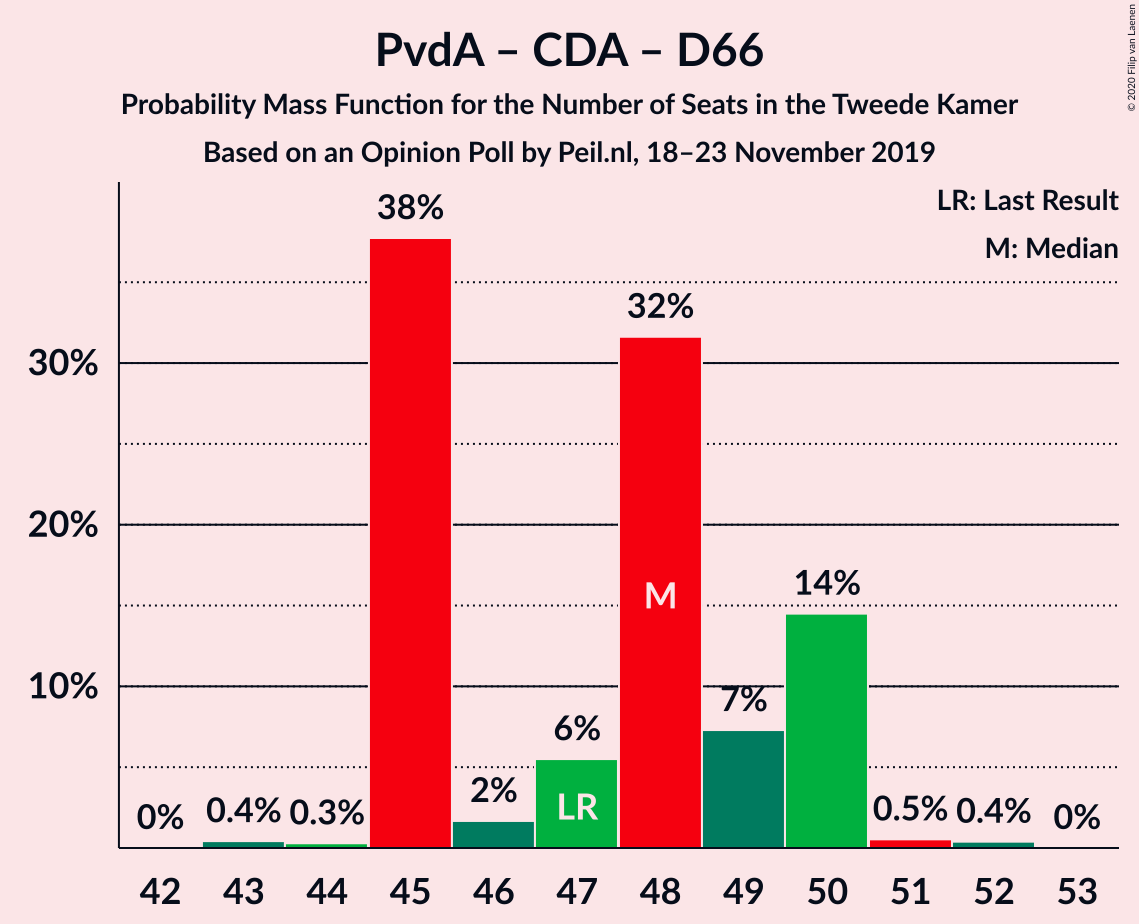 PvdA – CDA – D66
Probability Mass Function for the Number of Seats in the Tweede Kamer
Based on an Opinion Poll by Peil.nl, 18–23 November 2019
© 2020 Filip van Laenen
LR: Last Result
M: Median
38%
32%
30%
20%
14%
M
10%
7%
6%
2%
LR
0%
0.4%
0.3%
0.5%
0.4%
0%
42 43 44 45 46 47 48 49 50 51 52 53